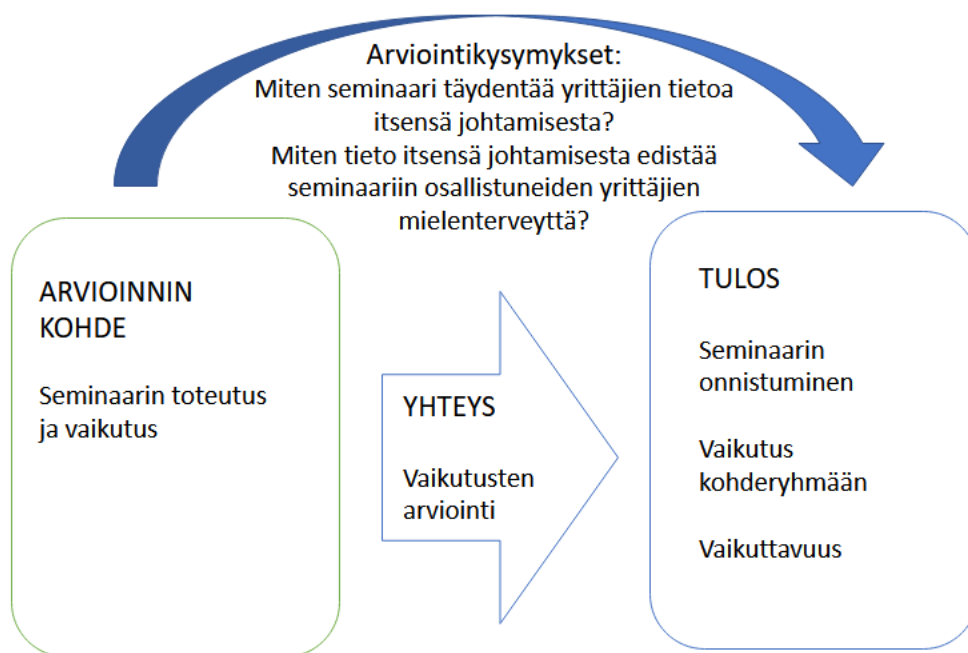 Arviointikysymykset:
Miten seminaari täydentää yrittäjien tietoa
itsensä johtamisesta?
Miten tieto itsensä johtamisesta edistää
seminaariin osallistuneiden yrittäjien
mielenterveyttä?
ARVIOINNIN
KOHDE
Seminaarin toteutus
ja vaikutus
YHTEYS
Vaikutusten
arviointi
TULOS
Seminaarin
onnistuminen
Vaikutus
kohderyhmään
Vaikuttavuus